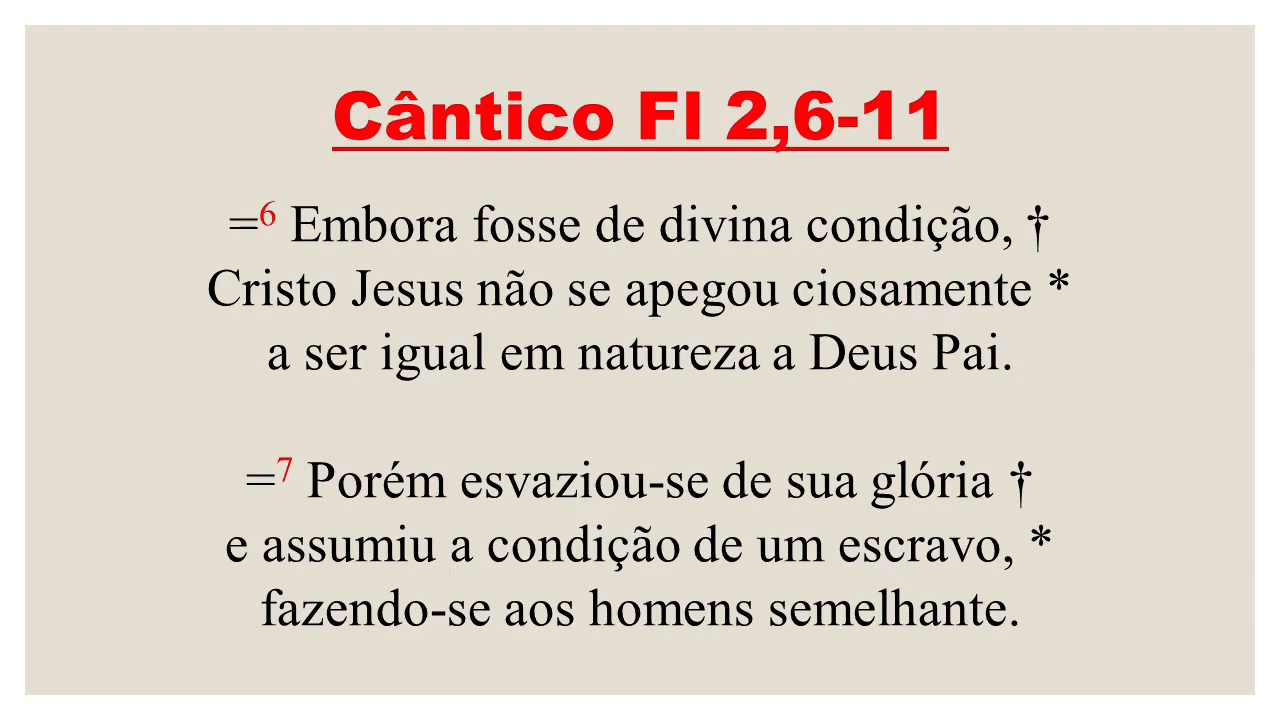 Cântico Fl 2,6-11
=6 Embora fosse de divina condição, †
Cristo Jesus não se apegou ciosamente *
a ser igual em natureza a Deus Pai.
=7 Porém esvaziou-se de sua glória †
e assumiu a condição de um escravo, *
fazendo-se aos homens semelhante.